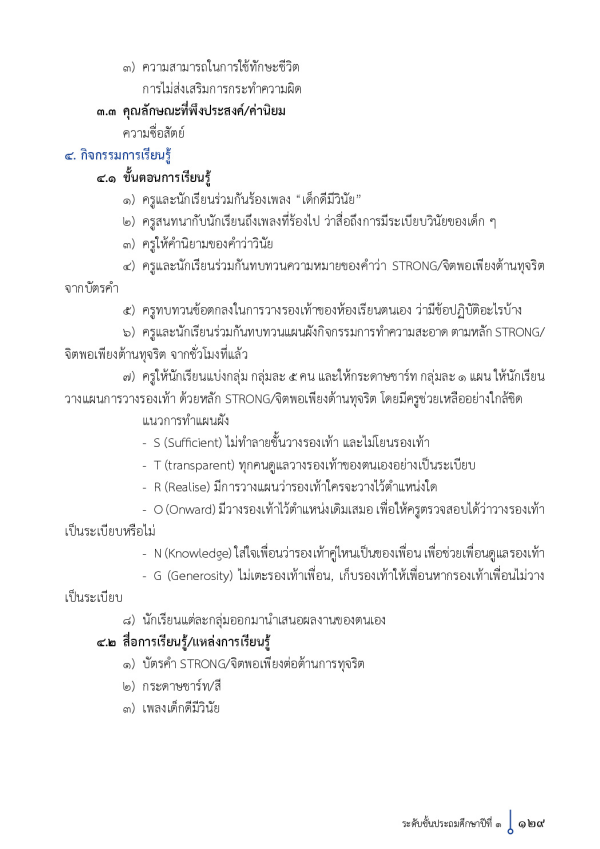 ๓) ความสามารถในการใช้ทักษะชีวิต
การไม่ส่งเสริมการกระทำความผิด
๓.๓ คุณลักษณะที่พึงประสงค์/ค่านิยม
ความซื่อสัตย์
๔. กิจกรรมการเรียนรู้
๔.๑ ขั้นตอนการเรียนรู้
๑) ครูและนักเรียนร่วมกันร้องเพลง “เด็กดีมีวินัย”
๒) ครูสนทนากับนักเรียนถึงเพลงที่ร้องไป ว่าสื่อถึงการมีระเบียบวินัยของเด็ก ๆ
๓) ครูให้คำนิยามของคำว่าวินัย
๔) ครูและนักเรียนร่วมกันทบทวนความหมายของคำว่า STRONG/จิตพอเพียงต้านทุจริต
จากบัตรคำ
๕) ครูทบทวนข้อตกลงในการวางรองเท้าของห้องเรียนตนเอง ว่ามีข้อปฏิบัติอะไรบ้าง
๖) ครูและนักเรียนร่วมกันทบทวนแผนผังกิจกรรมการทำความสะอาด ตามหลัก STRONG/
จิตพอเพียงต้านทุจริต จากชั่วโมงที่แล้ว
๗) ครูให้นักเรียนแบ่งกลุ่ม กลุ่มละ ๕ คน และให้กระดาษชาร์ท กลุ่มละ ๑ แผน ให้นักเรียน
วางแผนการวางรองเท้า ด้วยหลัก STRONG/จิตพอเพียงต้านทุจริต โดยมีครูช่วยเหลืออย่างใกล้ชิด
แนวการทำแผนผัง
- S (Sufficient) ไม่ทำลายชั้นวางรองเท้า และไม่โยนรองเท้า
- T (transparent) ทุกคนดูแลวางรองเท้าของตนเองอย่างเป็นระเบียบ
- R (Realise) มีการวางแผนว่ารองเท้าใครจะวางไว้ตำแหน่งใด
- O (Onward) มีวางรองเท้าไว้ตำแหน่งเดิมเสมอ เพื่อให้ครูตรวจสอบได้ว่าวางรองเท้า
เป็นระเบียบหรือไม่
- N (Knowledge) ใส่ใจเพื่อนว่ารองเท้าคู่ไหนเป็นของเพื่อน เพื่อช่วยเพื่อนดูแลรองเท้า
- G (Generosity) ไม่เตะรองเท้าเพื่อน, เก็บรองเท้าให้เพื่อนหากรองเท้าเพื่อนไม่วาง
เป็นระเบียบ
๘) นักเรียนแต่ละกลุ่มออกมานำเสนอผลงานของตนเอง
๔.๒ สื่อการเรียนรู้/แหล่งการเรียนรู้
๑) บัตรคำ STRONG/จิตพอเพียงต่อต้านการทุจริต
๒) กระดาษชาร์ท/สี
๓) เพลงเด็กดีมีวินัย
ระดับชั้นประถมศึกษาปีที่ ๑ ๑๒๙